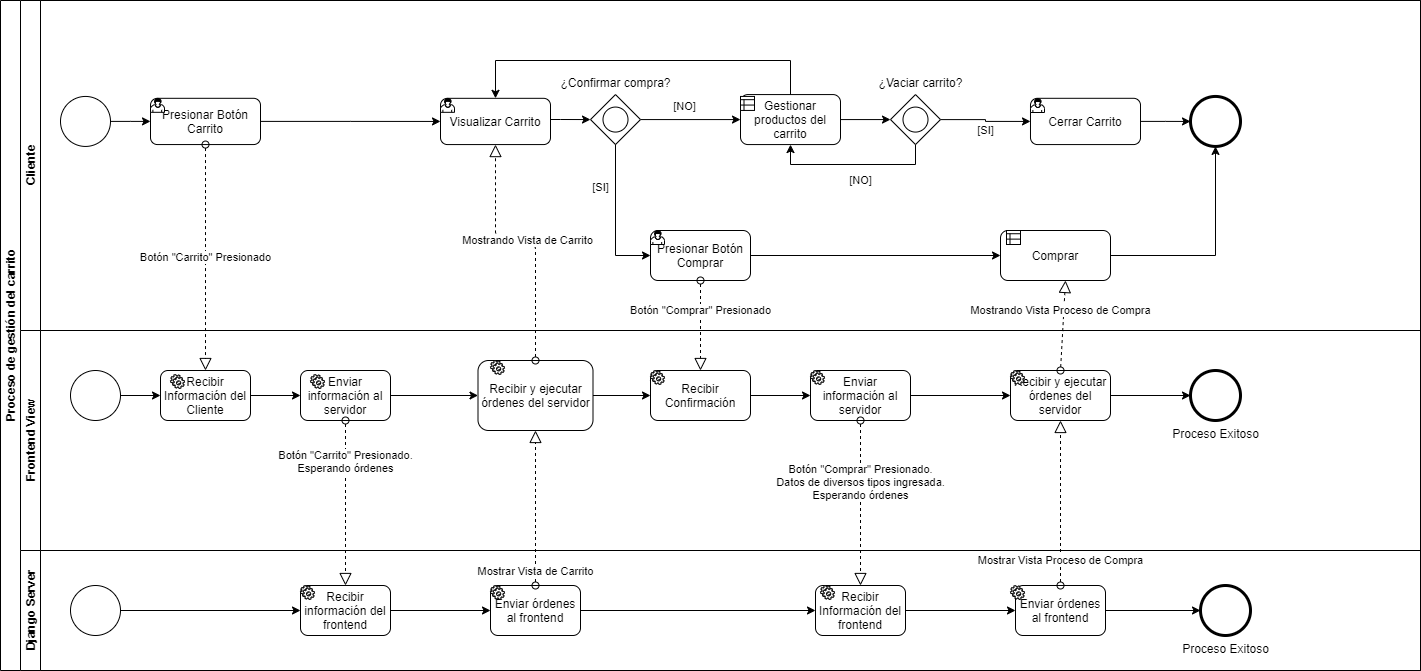 Proceso de gestión del carrito
Cliente
Presionar Botón
Carrito
Visualizar Carrito
¿Confirmar compra?
[NO]
Gestionar
productos del
carrito
¿Vaciar carrito?
[SI]
[NO]
Cerrar Carrito
[SI]
Presionar Botón
Comprar
Comprar
Botón "Carrito" Presionado
Mostrando Vista de Carrito
Botón "Comprar" Presionado
Mostrando Vista Proceso de Compra
Frontend View
Recibir
Información del
Cliente
Enviar
información al
servidor
Recibir y ejecutar
órdenes del servidor
Recibir
Confirmación
Enviar
información al
servidor
Recibir y ejecutar
órdenes del
servidor
Proceso Exitoso
Botón "Carrito" Presionado.
Esperando órdenes
Botón "Comprar" Presionado.
Datos de diversos tipos ingresada.
Esperando órdenes
Django Server
Mostrar Vista de Carrito
Mostrar Vista Proceso de Compra
Recibir
información del
frontend
Enviar órdenes
al frontend
Recibir
Información del
frontend
Enviar órdenes
al frontend
Proceso Exitoso